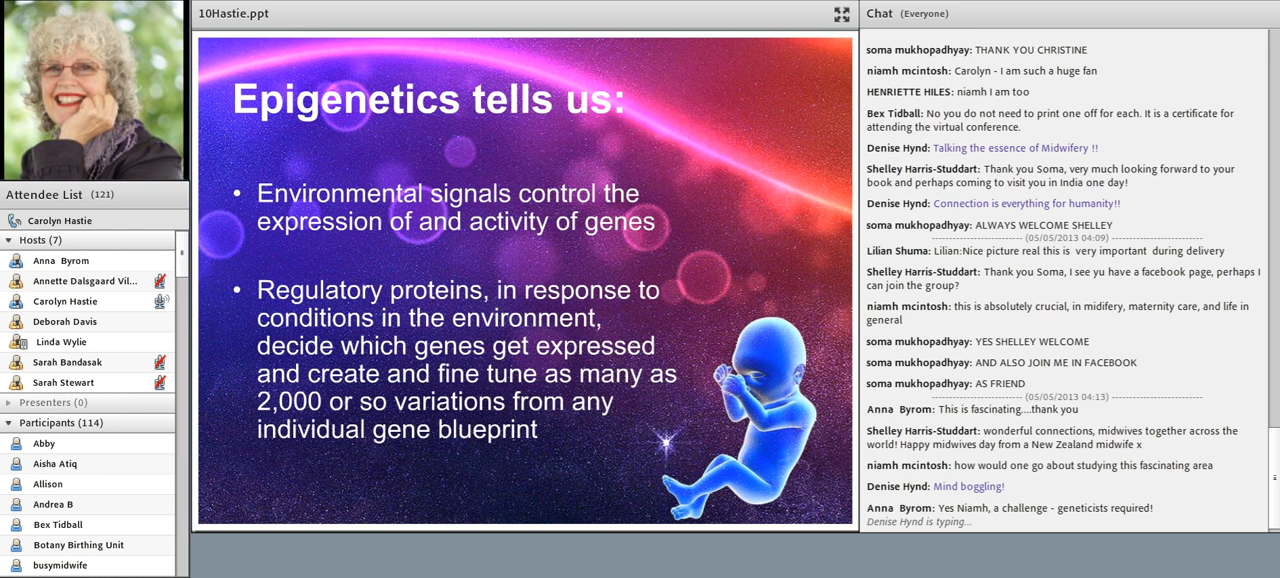 10Hastie.ppt
Epigenetics tells us:
• Environmental signals control the
expression of and activity of genes
• Regulatory proteins, in response to
conditions in the environment,
decide which genes get expressed
and create and fine tune as many as
2,000 or so variations from any
individual gene blueprint
Attendee List (121)
Carolyn Hastie
Hosts (7)
Anna Byrom
Annette Dalsgaard Vil...
Carolyn Hastie
Deborah Davis
Linda Wylie
Sarah Bandasak
Sarah Stewart
Presenters (0)
Participants (114)
Abby
Aisha Atiq
Allison
Andrea B
Bex Tidball
Botany Birthing Unit
busymidwife
Chat (Everyone)
soma mukhopadhyay: THANK YOU CHRISTINE
niamh mcintosh: Carolyn - I am such a huge fan
HENRIETTE HILES: niamh I am too
Bex Tidball: No you do not need to print one off for each. It is a certificate for
attending the virtual conference.
Denise Hynd: Talking the essence of Midwifery !!
Shelley Harris-Studdart: Thank you Soma, very much looking forward to your
book and perhaps coming to visit you in India one day!
Denise Hynd: Connection is everything for humanity!!
soma mukhopadhyay: ALWAYS WELCOME SHELLEY
------------------------ (05/05/2013 04:09) ------------------------
Lilian Shuma: Lilian:Nice picture real this is very important during delivery
Shelley Harris-Studdart: Thank you Soma, I see yu have a facebook page, perhaps I
can join the group?
niamh mcintosh: this is absolutely crucial, in midifery, maternity care, and life in
general
soma mukhopadhyay: YES SHELLEY WELCOME
soma mukhopadhyay: AND ALSO JOIN ME IN FACEBOOK
soma mukhopadhyay: AS FRIEND
------------------------ (05/05/2013 04:13) ------------------------
Anna Byrom: This is fascinating....thank you
Shelley Harris-Studdart: wonderful connections, midwives together across the
world! Happy midwives day from a New Zealand midwife x
niamh mcintosh: how would one go about studying this fascinating area
Denise Hynd: Mind boggling!
Anna Byrom: Yes Niamh, a challenge - geneticists required!
Denise Hynd is typing...